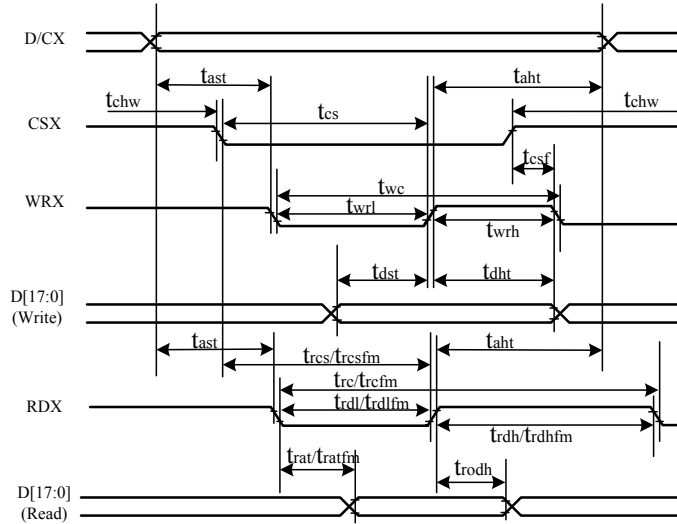 D/CX
tast
taht
tchw
tchw
tcs
CSX
tcsf
twc
WRX
twrl
twrh
tdst
tdht
D[17:0]
(Write)
tast
trcs/trcsfm
taht
trc/trcfm
RDX
trdl/trdlfm
trdh/trdhfm
trat/tratfm
trodh
D[17:0]
(Read)